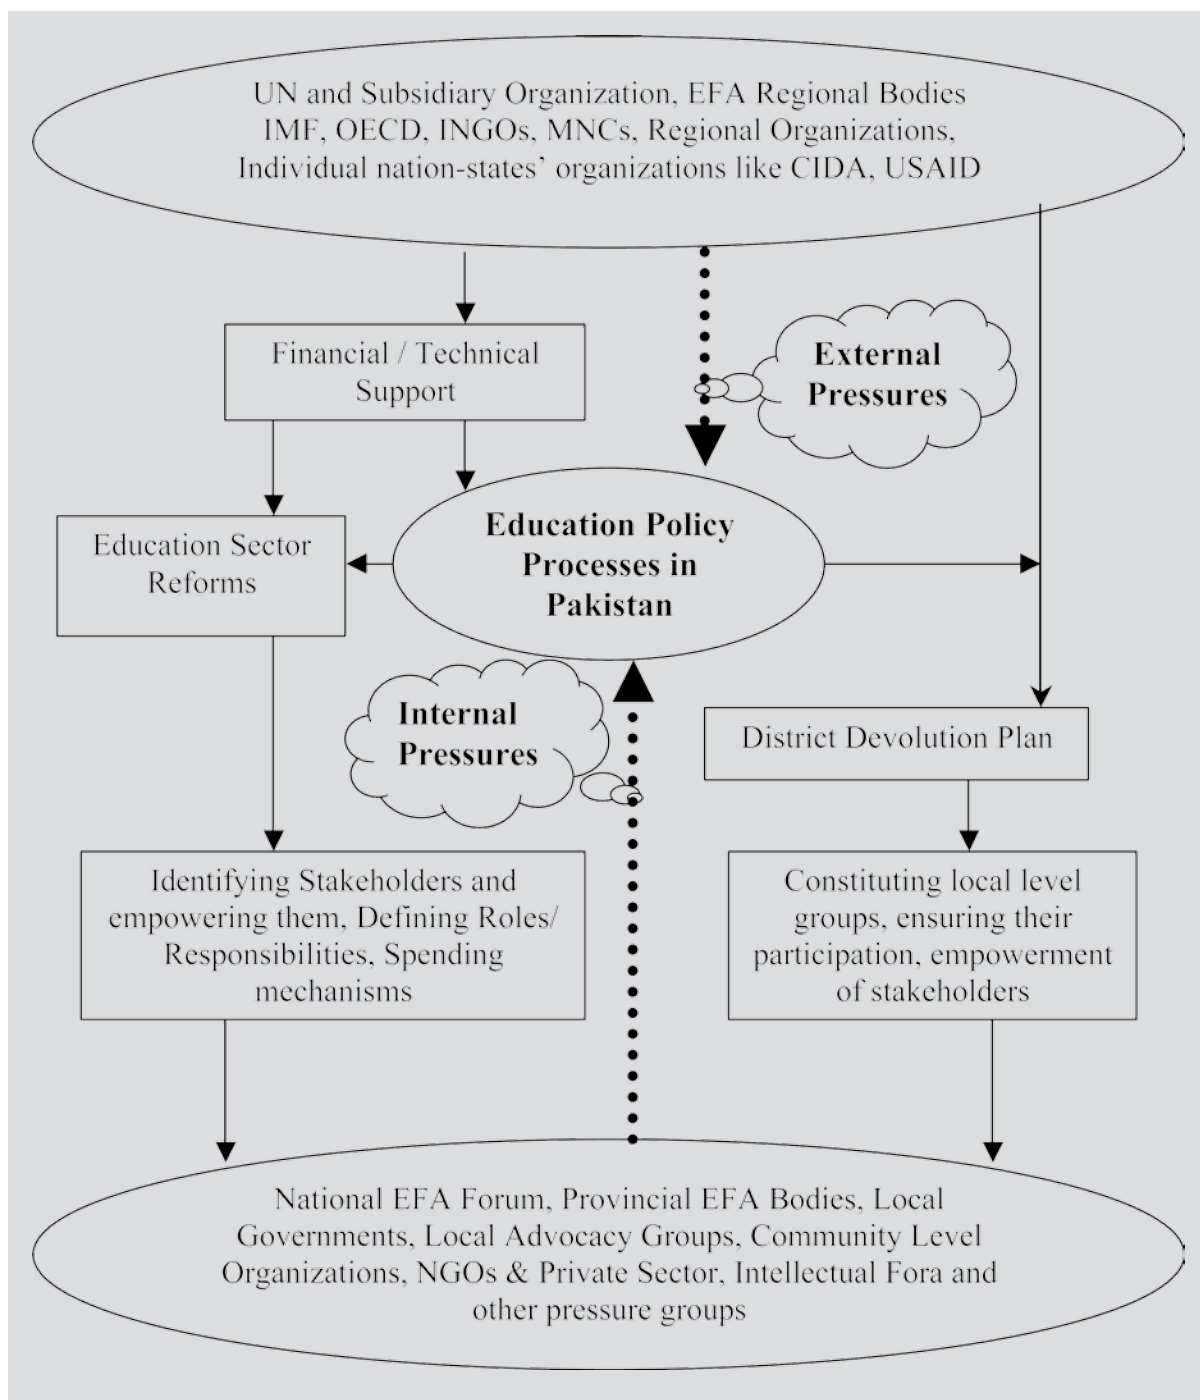 UN and Subsidiary Organization, EFA Regional Bodies
IMF, OECD, INGOs, MNCs, Regional Organizations,
Individual nation-states’ organizations like CIDA, USAID
Financial / Technical
Support
External
Pressures
Education Policy
Processes in
Pakistan
Education Sector
Reforms
Internal
Pressures
District Devolution Plan
Identifying Stakeholders and
empowering them, Defining Roles/
Responsibilities, Spending
mechanisms
Constituting local level
groups, ensuring their
participation, empowerment
of stakeholders
National EFA Forum, Provincial EFA Bodies, Local
Governments, Local Advocacy Groups, Community Level
Organizations, NGOs & Private Sector, Intellectual Fora and
other pressure groups